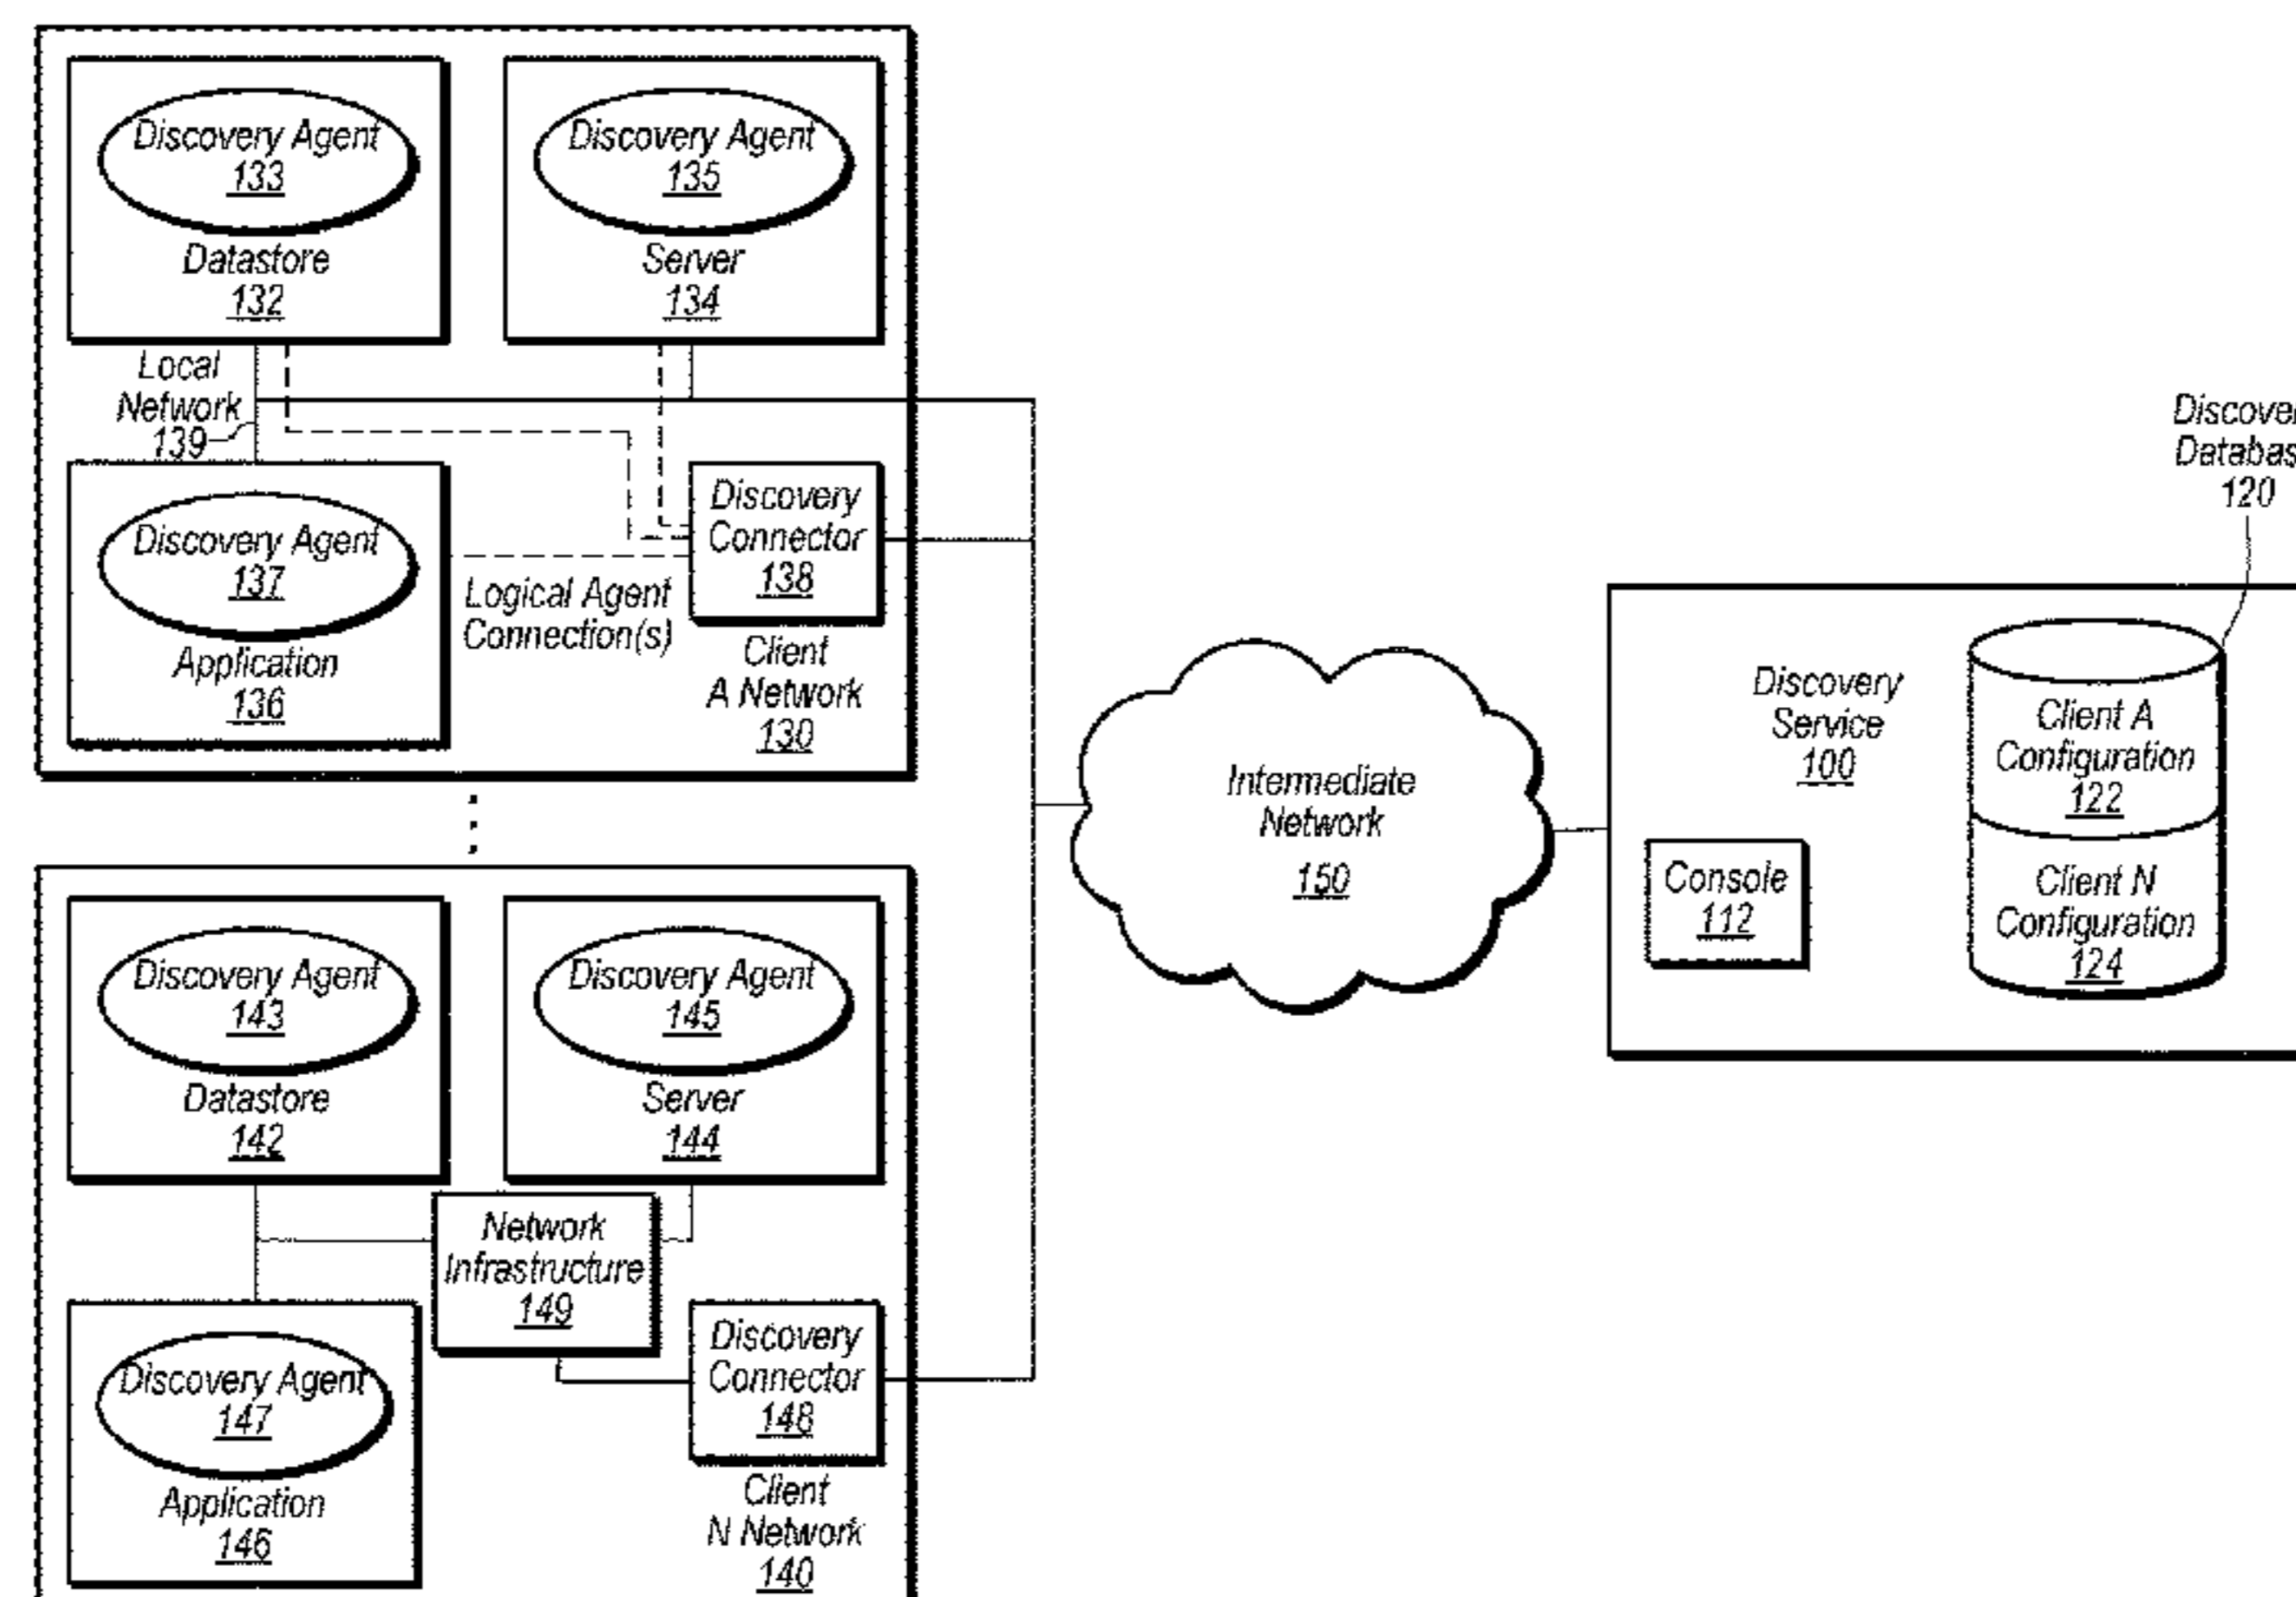 Discovery Agent
133
Datastore
132
Discovery Agent
135
Server
134
Local
Network
139
Discovery Agent
137
Application
136
Logical Agent
Connection(s)
Discovery
Connector
138
Client
A Network
130
Discovery Agent
143
Datastore
142
Discovery Agent
145
Server
144
Network
Infrastructure
149
Discovery Agent
147
Application
146
Discovery
Connector
148
Client
N Network
140
Intermediate
Network
150
Discovery
Service
100
Console
112
Discover
Databas
120
Client A
Configuration
122
Client N
Configuration
124